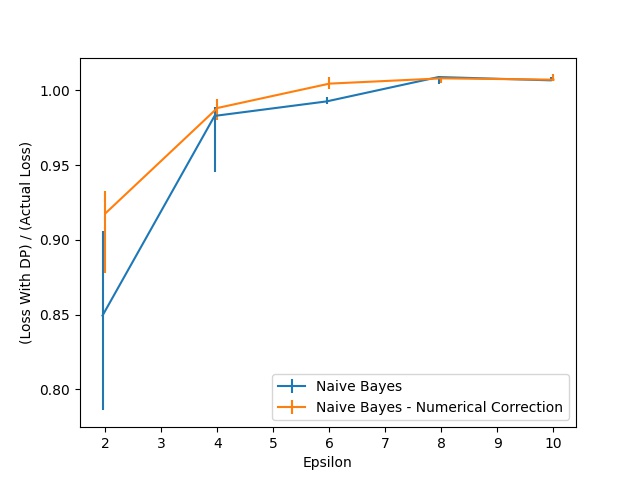 (Loss With DP) / (Actual Loss)
1.00
0.95
0.90
0.85
0.80
Naive Bayes
Naive Bayes - Numerical Correction
2 3 4 5 6 7 8 9 10
Epsilon